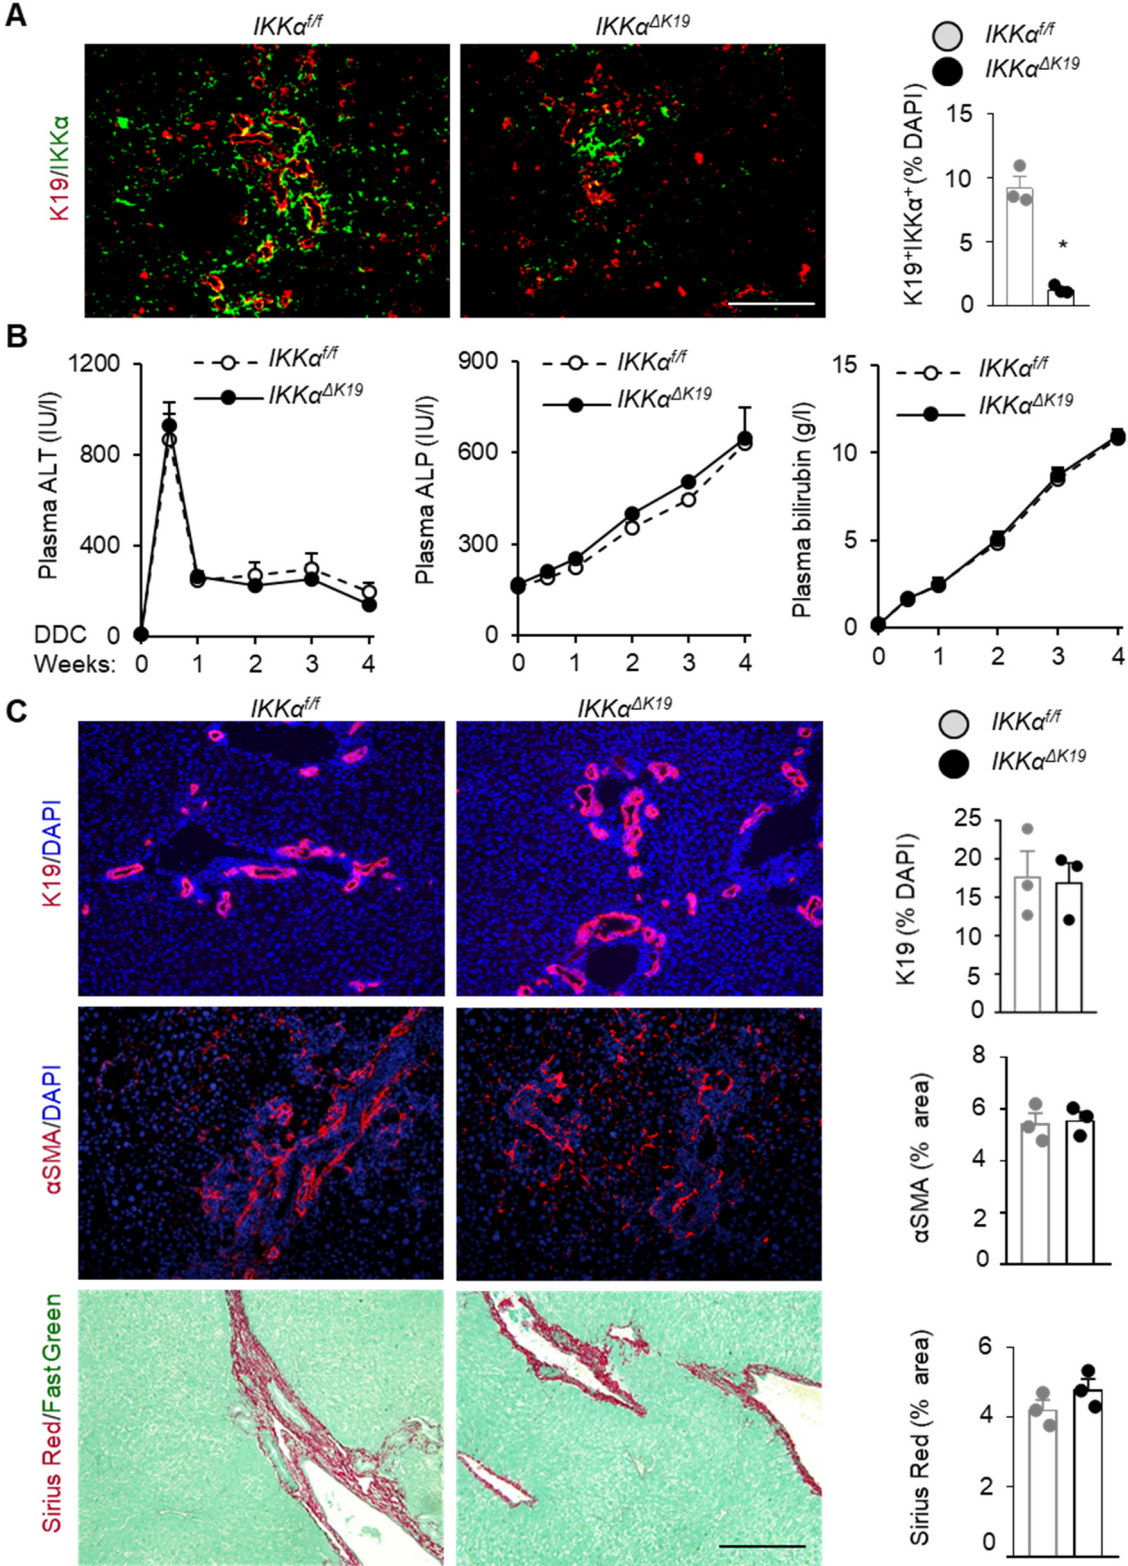 A
IKKα^f/f
IKKα^ΔK19
K19/IKKα
IKKα^f/f
IKKα^ΔK19
K19⁺IKKα⁺(% DAPI)
15
10
5
0
*
B
Plasma ALT (IU/l)
1200
800
400
0
IKKα^f/f
IKKα^ΔK19
DDC
Weeks: 0 1 2 3 4
Plasma ALP (IU/l)
900
600
300
0
IKKα^f/f
IKKα^ΔK19
0 1 2 3 4
Plasma bilirubin (g/l)
15
10
5
0
IKKα^f/f
IKKα^ΔK19
0 1 2 3 4
C
IKKα^f/f
IKKα^ΔK19
IKKα^f/f
IKKα^ΔK19
K19/DAPI
K19 (% DAPI)
25
20
15
10
5
0
αSMA/DAPI
αSMA (% area)
8
6
4
2
0
Sirius Red/Fast Green
Sirius Red (% area)
6
4
2
0